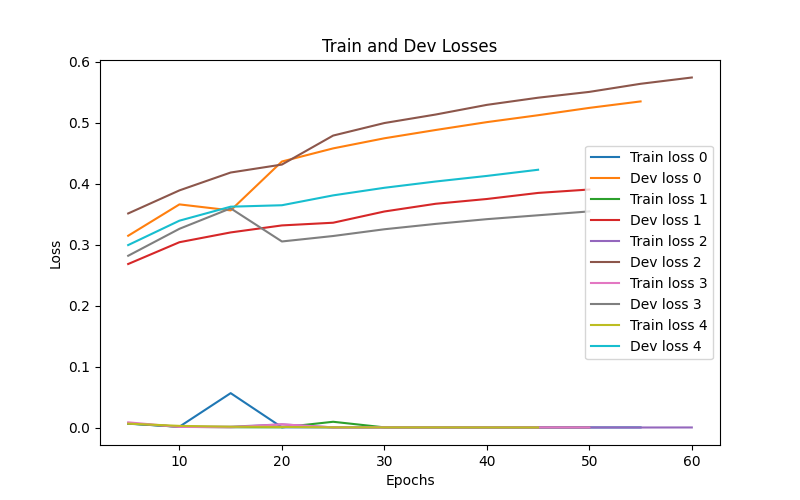 Train and Dev Losses
Loss
0.6
0.5
0.4
0.3
0.2
0.1
0.0
Train loss 0
Dev loss 0
Train loss 1
Dev loss 1
Train loss 2
Dev loss 2
Train loss 3
Dev loss 3
Train loss 4
Dev loss 4
10 20 30 40 50 60
Epochs